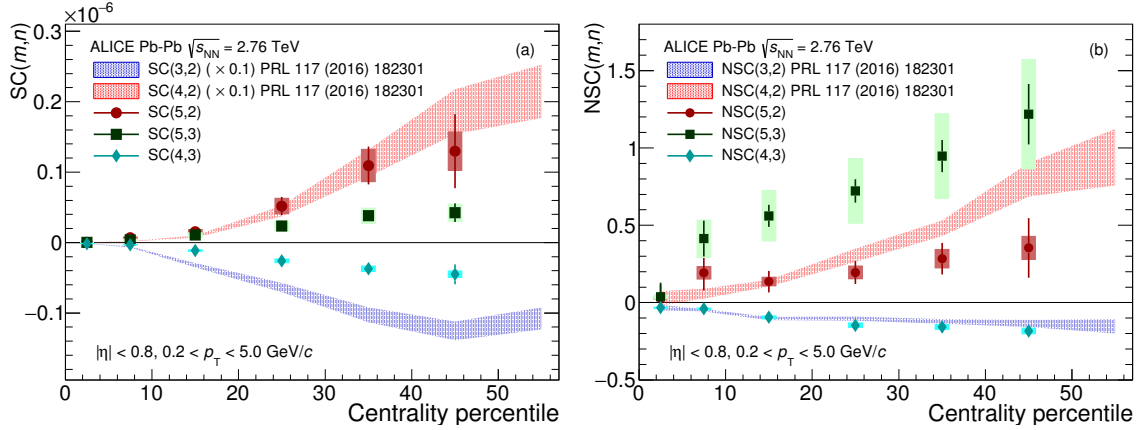 ×10⁻⁶
SC(m,n)
0.3
0.2
0.1
0
−0.1
ALICE Pb-Pb √s_NN = 2.76 TeV
(a)
SC(3,2) (×0.1) PRL 117 (2016) 182301
SC(4,2) (×0.1) PRL 117 (2016) 182301
SC(5,2)
SC(5,3)
SC(4,3)
|η| < 0.8, 0.2 < p_T < 5.0 GeV/c
0 10 20 30 40 50
Centrality percentile
NSC(m,n)
1.5
1
0.5
0
−0.5
ALICE Pb-Pb √s_NN = 2.76 TeV
(b)
NSC(3,2) PRL 117 (2016) 182301
NSC(4,2) PRL 117 (2016) 182301
NSC(5,2)
NSC(5,3)
NSC(4,3)
|η| < 0.8, 0.2 < p_T < 5.0 GeV/c
0 10 20 30 40 50
Centrality percentile